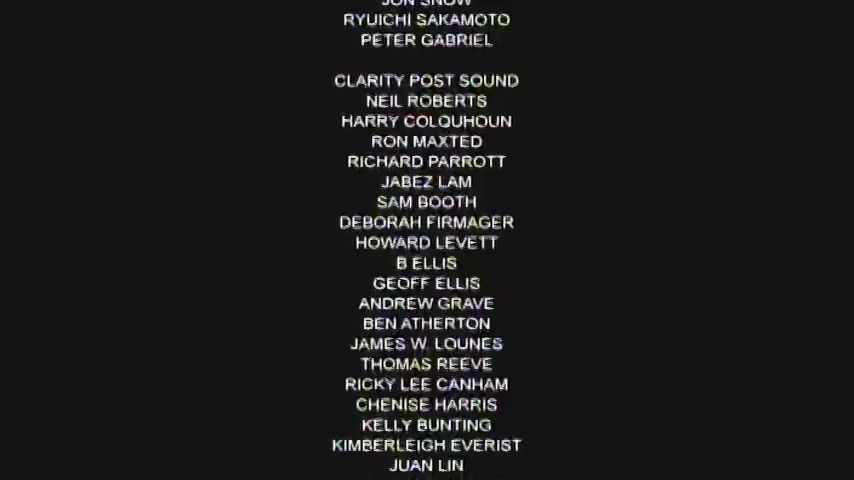 JON SNOW
RYUICHI SAKAMOTO
PETER GABRIEL
CLARITY POST SOUND
NEIL ROBERTS
HARRY COLQUHOUN
RON MAXTED
RICHARD PARROTT
JABEZ LAM
SAM BOOTH
DEBORAH FIRMAGER
HOWARD LEVETT
B ELLIS
GEOFF ELLIS
ANDREW GRAVE
BEN ATHERTON
JAMES W. LOUNES
THOMAS REEVE
RICKY LEE CANHAM
CHENISE HARRIS
KELLY BUNTING
KIMBERLEIGH EVERIST
JUAN LIN